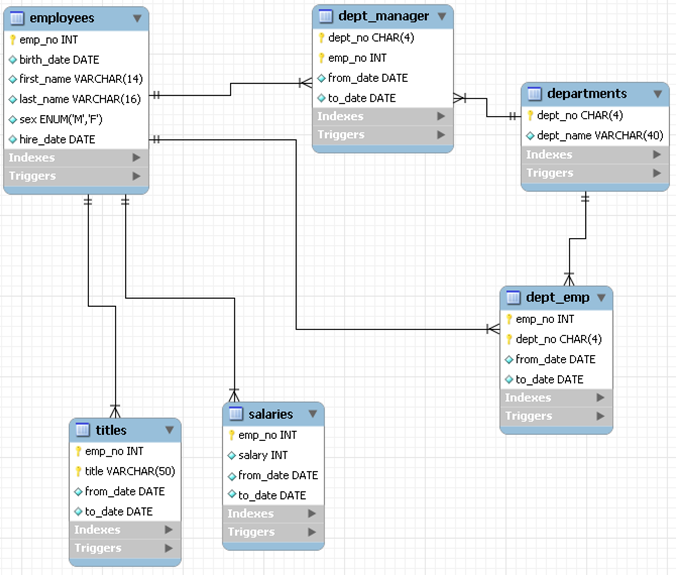 employees
emp_no INT
birth_date DATE
first_name VARCHAR(14)
last_name VARCHAR(16)
sex ENUM('M','F')
hire_date DATE
Indexes
Triggers
dept_manager
dept_no CHAR(4)
emp_no INT
from_date DATE
to_date DATE
Indexes
Triggers
departments
dept_no CHAR(4)
dept_name VARCHAR(40)
Indexes
Triggers
dept_emp
emp_no INT
dept_no CHAR(4)
from_date DATE
to_date DATE
Indexes
Triggers
titles
emp_no INT
title VARCHAR(50)
from_date DATE
to_date DATE
Indexes
Triggers
salaries
emp_no INT
salary INT
from_date DATE
to_date DATE
Indexes
Triggers